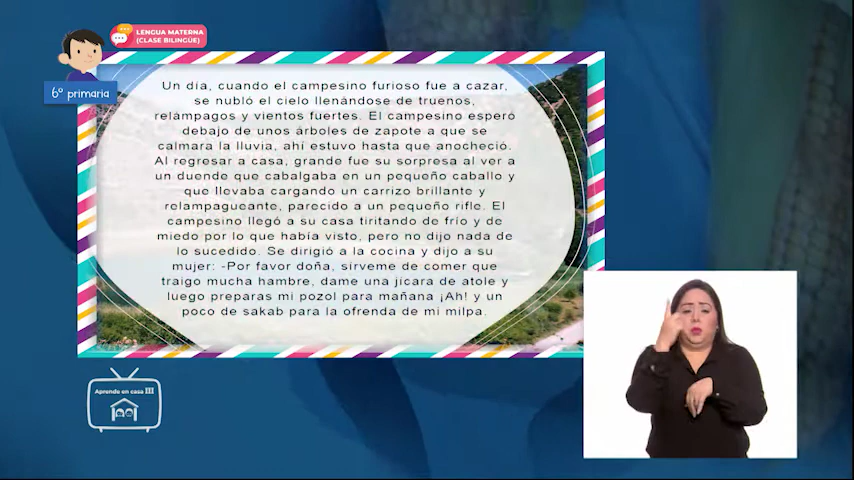 LENGUA MATERNA
(CLASE BILINGÜE)
6º primaria
Un día, cuando el campesino furioso fue a cazar,
se nubló el cielo llenándose de truenos,
relámpagos y vientos fuertes. El campesino esperó
debajo de unos árboles de zapote a que se
calmara la lluvia, ahí estuvo hasta que anocheció.
Al regresar a casa, grande fue su sorpresa al ver a
un duende que cabalgaba en un pequeño caballo y
que llevaba cargando un carrizo brillante y
relampagueante, parecido a un pequeño rifle. El
campesino llegó a su casa tiritando de frío y de
miedo por lo que había visto, pero no dijo nada de
lo sucedido. Se dirigió a la cocina y dijo a su
mujer: -Por favor doña, sírveme de comer que
traigo mucha hambre, dame una jícara de atole y
luego preparas mi pozol para mañana ¡Ah! y un
poco de sakab para la ofrenda de mi milpa.
Aprende en casa III